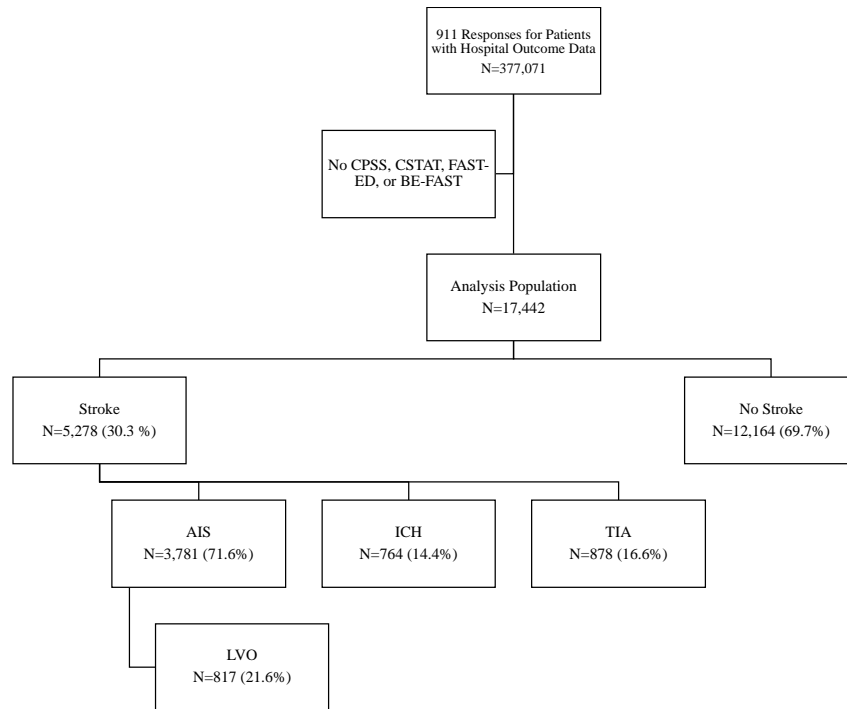 911 Responses for Patients
with Hospital Outcome Data
N=377,071
No CPSS, CSTAT, FAST-
ED, or BE-FAST
Analysis Population
N=17,442
Stroke
N=5,278 (30.3 %)
No Stroke
N=12,164 (69.7%)
AIS
N=3,781 (71.6%)
ICH
N=764 (14.4%)
TIA
N=878 (16.6%)
LVO
N=817 (21.6%)